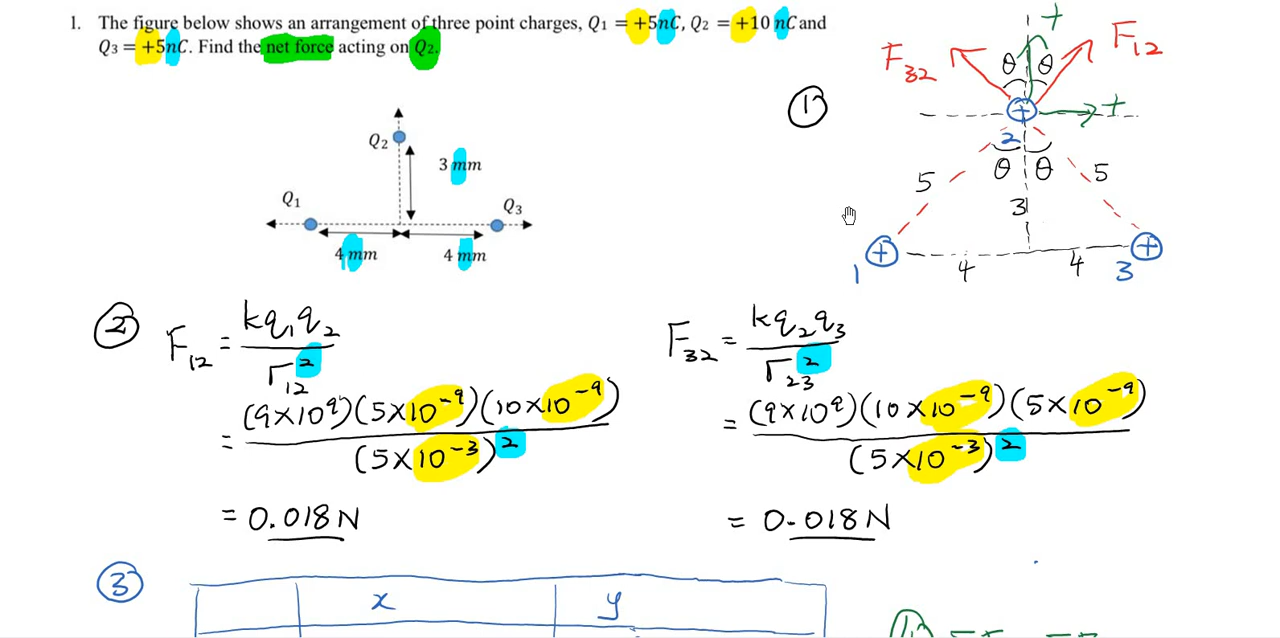 1. The figure below shows an arrangement of three point charges, Q₁ = +5nC, Q₂ = +10 nC and
Q₃ = +5nC. Find the net force acting on Q₂.
Q₂
3 mm
Q₁
Q₃
4 mm
4 mm
①
+
F₃₂
θ θ
F₁₂
+
+
2
θ θ
5
5
3
+
+
1
4
4
3
②
F₁₂ = kq₁q₂ / r₁₂²
= (9×10⁹)(5×10⁻⁹)(10×10⁻⁹) / (5×10⁻³)²
= 0.018N
F₃₂ = kq₂q₃ / r₂₃²
= (9×10⁹)(10×10⁻⁹)(5×10⁻⁹) / (5×10⁻³)²
= 0.018N
③
x
y